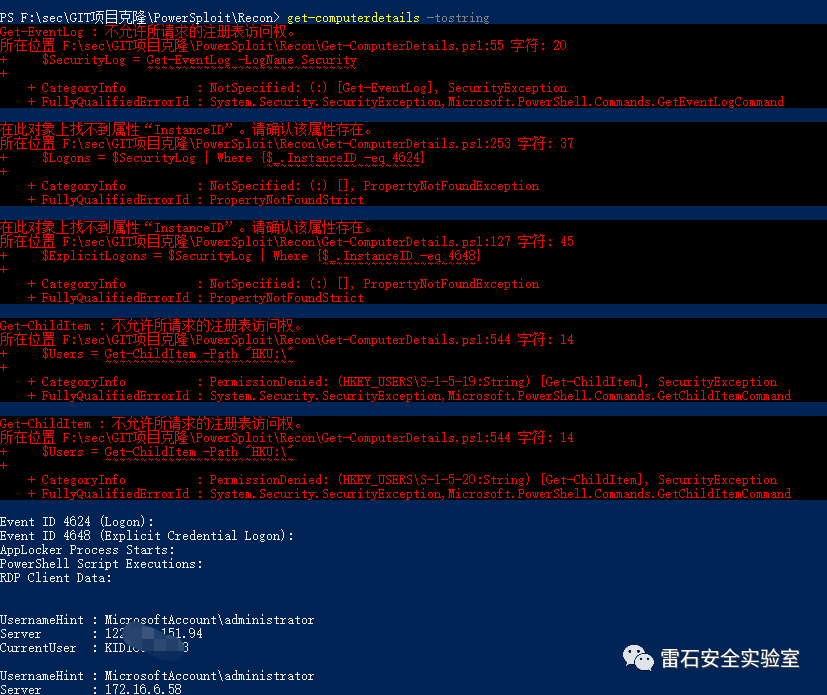 PS F:\sec\GIT项目克隆\PowerSploit\Recon> get-computerdetails -tostring
Get-EventLog : 不允许所请求的注册表访问权。
所在位置 F:\sec\GIT项目克隆\PowerSploit\Recon\Get-ComputerDetails.ps1:55 字符: 20
+     $SecurityLog = Get-EventLog -LogName Security
+                    ~~~~~~~~~~~~~~~~~~~~~~~~~~~~~~
    + CategoryInfo          : NotSpecified: (:) [Get-EventLog], SecurityException
    + FullyQualifiedErrorId : System.Security.SecurityException,Microsoft.PowerShell.Commands.GetEventLogCommand
在此对象上找不到属性“InstanceID”。请确认该属性存在。
所在位置 F:\sec\GIT项目克隆\PowerSploit\Recon\Get-ComputerDetails.ps1:253 字符: 37
+     $Logons = $SecurityLog | Where {$_.InstanceID -eq 4624}
+                                     ~~~~~~~~~~~~~~~~~~~~~~
    + CategoryInfo          : NotSpecified: (:) [], PropertyNotFoundException
    + FullyQualifiedErrorId : PropertyNotFoundStrict
在此对象上找不到属性“InstanceID”。请确认该属性存在。
所在位置 F:\sec\GIT项目克隆\PowerSploit\Recon\Get-ComputerDetails.ps1:127 字符: 45
+     $ExplicitLogons = $SecurityLog | Where {$_.InstanceID -eq 4648}
+                                             ~~~~~~~~~~~~~~~~~~~~~~
    + CategoryInfo          : NotSpecified: (:) [], PropertyNotFoundException
    + FullyQualifiedErrorId : PropertyNotFoundStrict
Get-ChildItem : 不允许所请求的注册表访问权。
所在位置 F:\sec\GIT项目克隆\PowerSploit\Recon\Get-ComputerDetails.ps1:544 字符: 14
+     $Users = Get-ChildItem -Path "HKU:\"
+              ~~~~~~~~~~~~~~~~~~~~~~~~~~~
    + CategoryInfo          : PermissionDenied: (HKEY_USERS\S-1-5-19:String) [Get-ChildItem], SecurityException
    + FullyQualifiedErrorId : System.Security.SecurityException,Microsoft.PowerShell.Commands.GetChildItemCommand
Get-ChildItem : 不允许所请求的注册表访问权。
所在位置 F:\sec\GIT项目克隆\PowerSploit\Recon\Get-ComputerDetails.ps1:544 字符: 14
+     $Users = Get-ChildItem -Path "HKU:\"
+              ~~~~~~~~~~~~~~~~~~~~~~~~~~~
    + CategoryInfo          : PermissionDenied: (HKEY_USERS\S-1-5-20:String) [Get-ChildItem], SecurityException
    + FullyQualifiedErrorId : System.Security.SecurityException,Microsoft.PowerShell.Commands.GetChildItemCommand
Event ID 4624 (Logon):
Event ID 4648 (Explicit Credential Logon):
AppLocker Process Starts:
PowerShell Script Executions:
RDP Client Data:
UsernameHint : MicrosoftAccount\administrator
Server       :
CurrentUser  :
UsernameHint : MicrosoftAccount\administrator
Server       : 172.16.6.58
雷石安全实验室